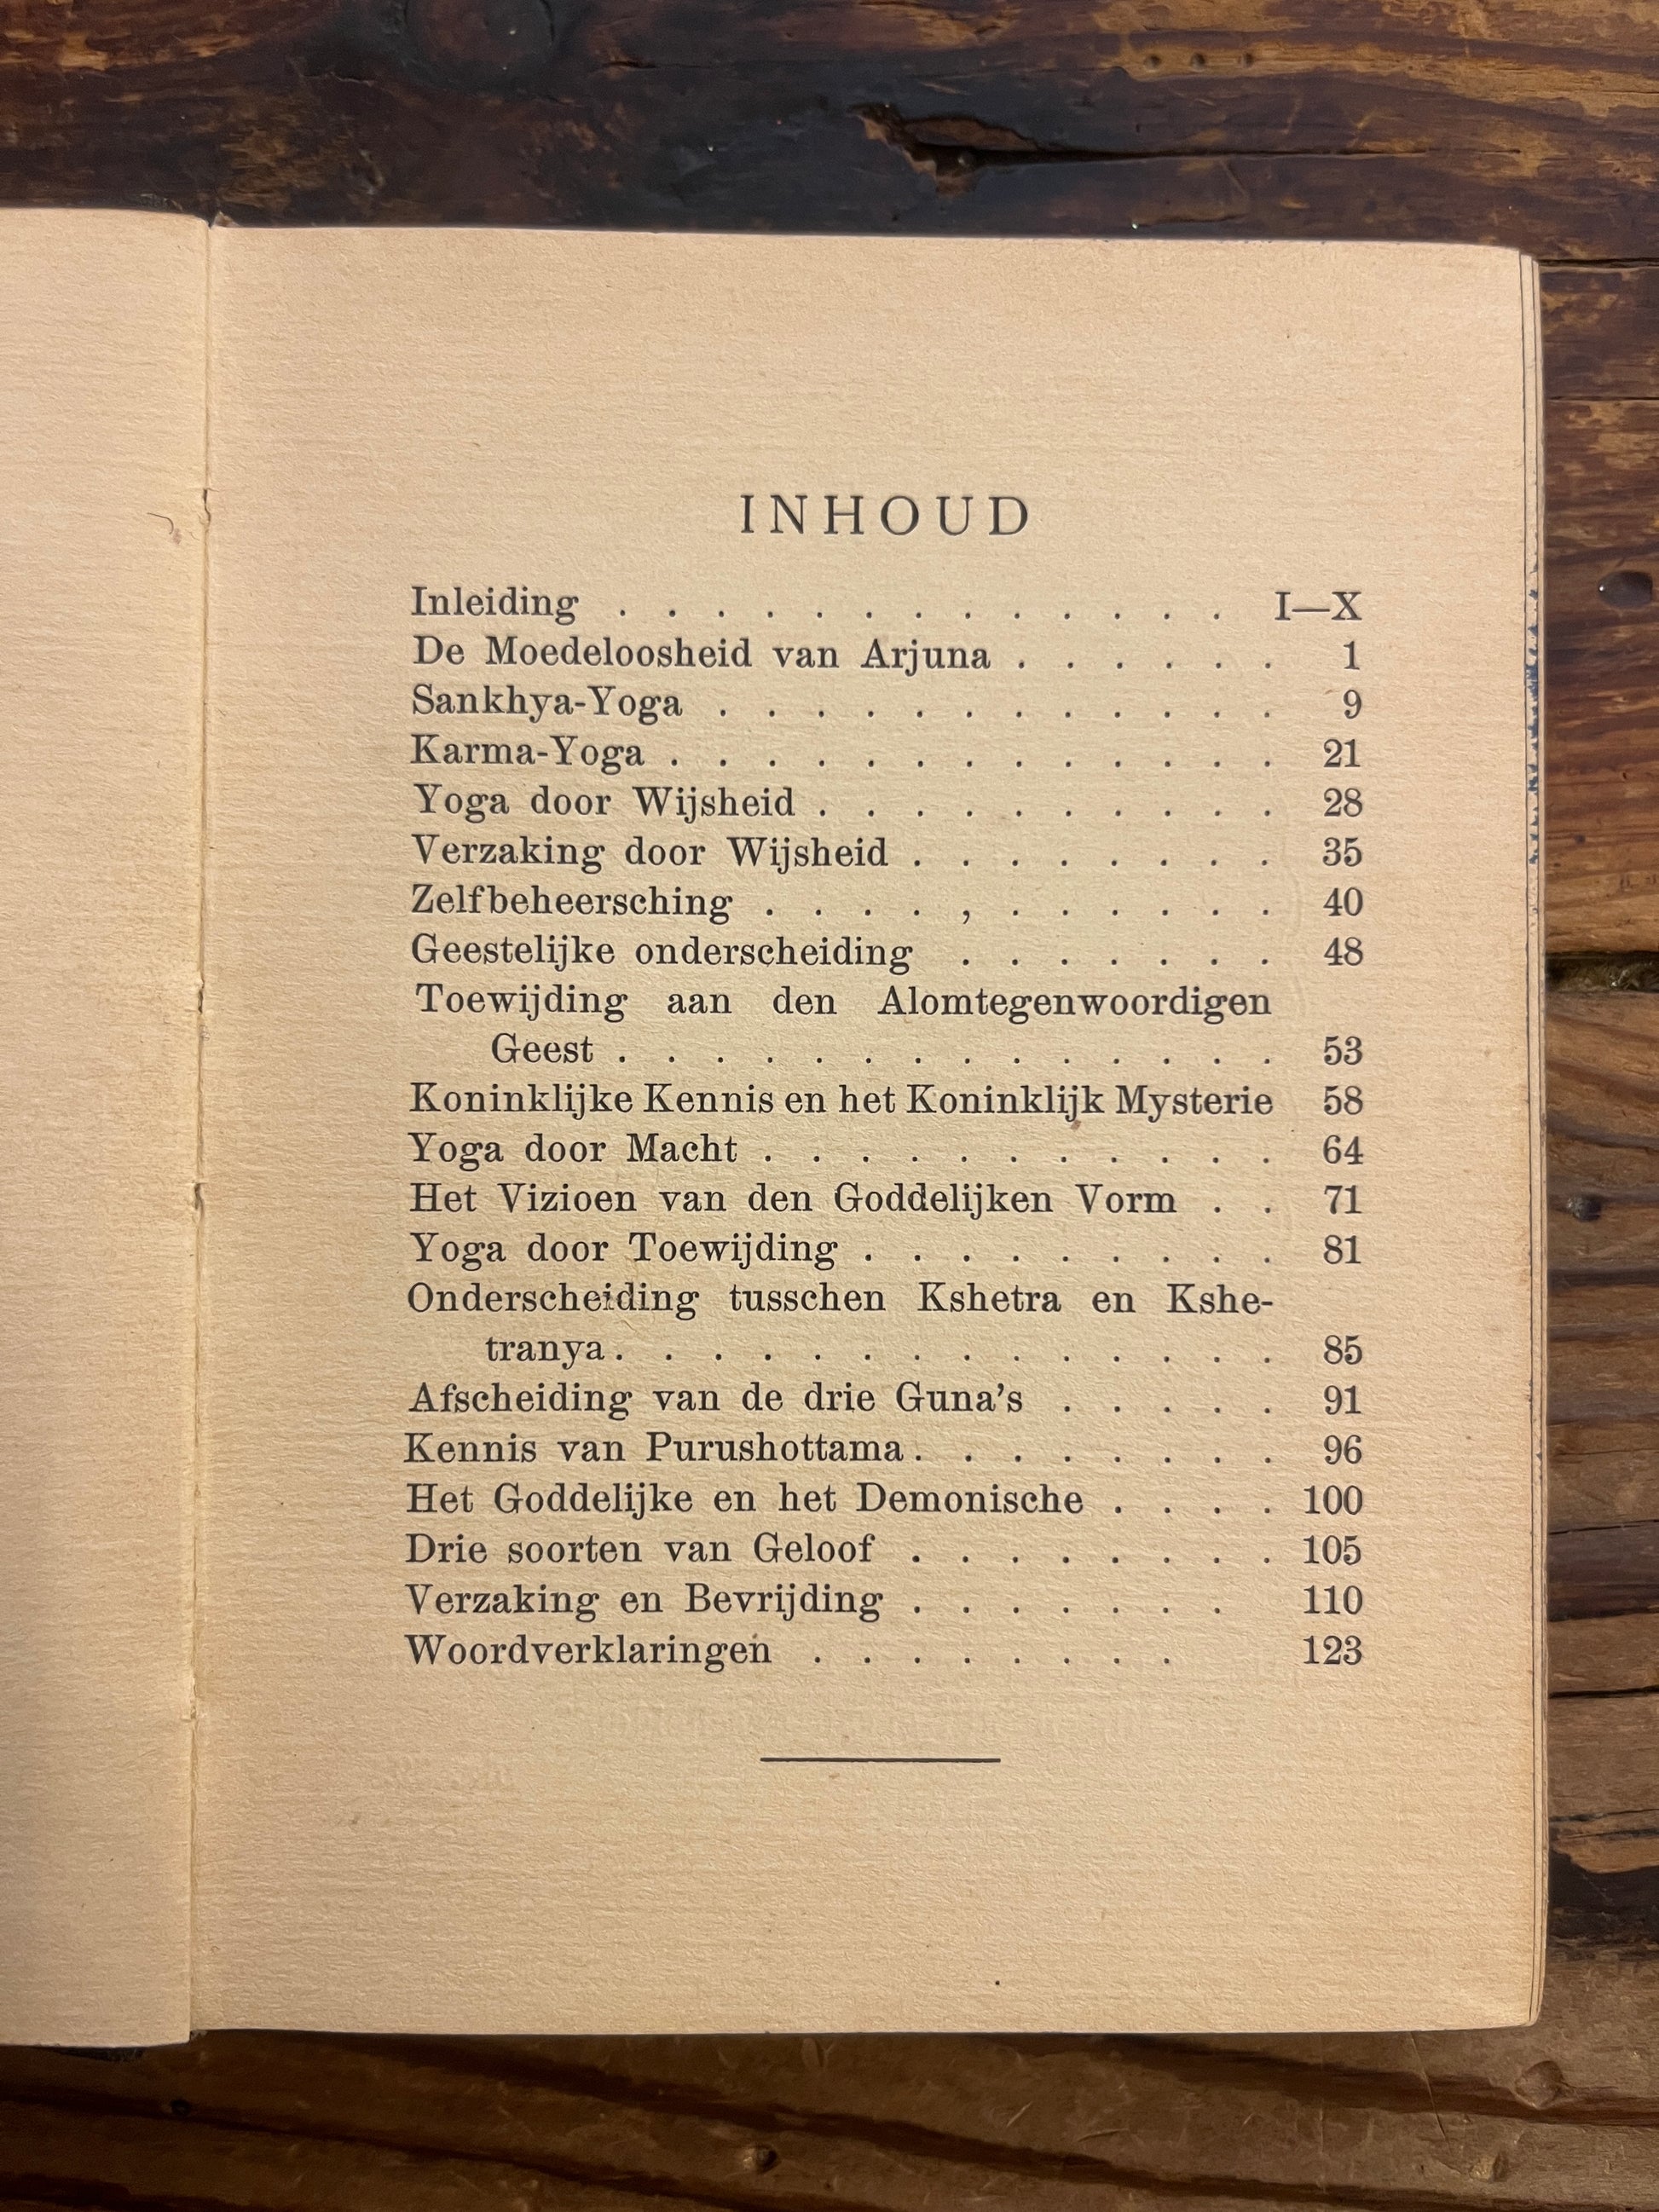 INHOUD
Inleiding . . . . . . . . . . . . . I—X
De Moedeloosheid van Arjuna . . . . . . 1
Sankhya-Yoga . . . . . . . . . . . . 9
Karma-Yoga . . . . . . . . . . . . . 21
Yoga door Wijsheid . . . . . . . . . . 28
Verzaking door Wijsheid . . . . . . . . 35
Zelfbeheersching . . . . , . . . . . . 40
Geestelijke onderscheiding . . . . . . . 48
Toewijding aan den Alomtegenwoordigen
Geest . . . . . . . . . . . . . . 53
Koninklijke Kennis en het Koninklijk Mysterie 58
Yoga door Macht . . . . . . . . . . . 64
Het Vizioen van den Goddelijken Vorm . . 71
Yoga door Toewijding . . . . . . . . . 81
Onderscheiding tusschen Kshetra en Kshe-
tranya . . . . . . . . . . . . . . 85
Afscheiding van de drie Guna's . . . . . 91
Kennis van Purushottama . . . . . . . . 96
Het Goddelijke en het Demonische . . . . 100
Drie soorten van Geloof . . . . . . . . 105
Verzaking en Bevrijding . . . . . . . 110
Woordverklaringen . . . . . . . . 123